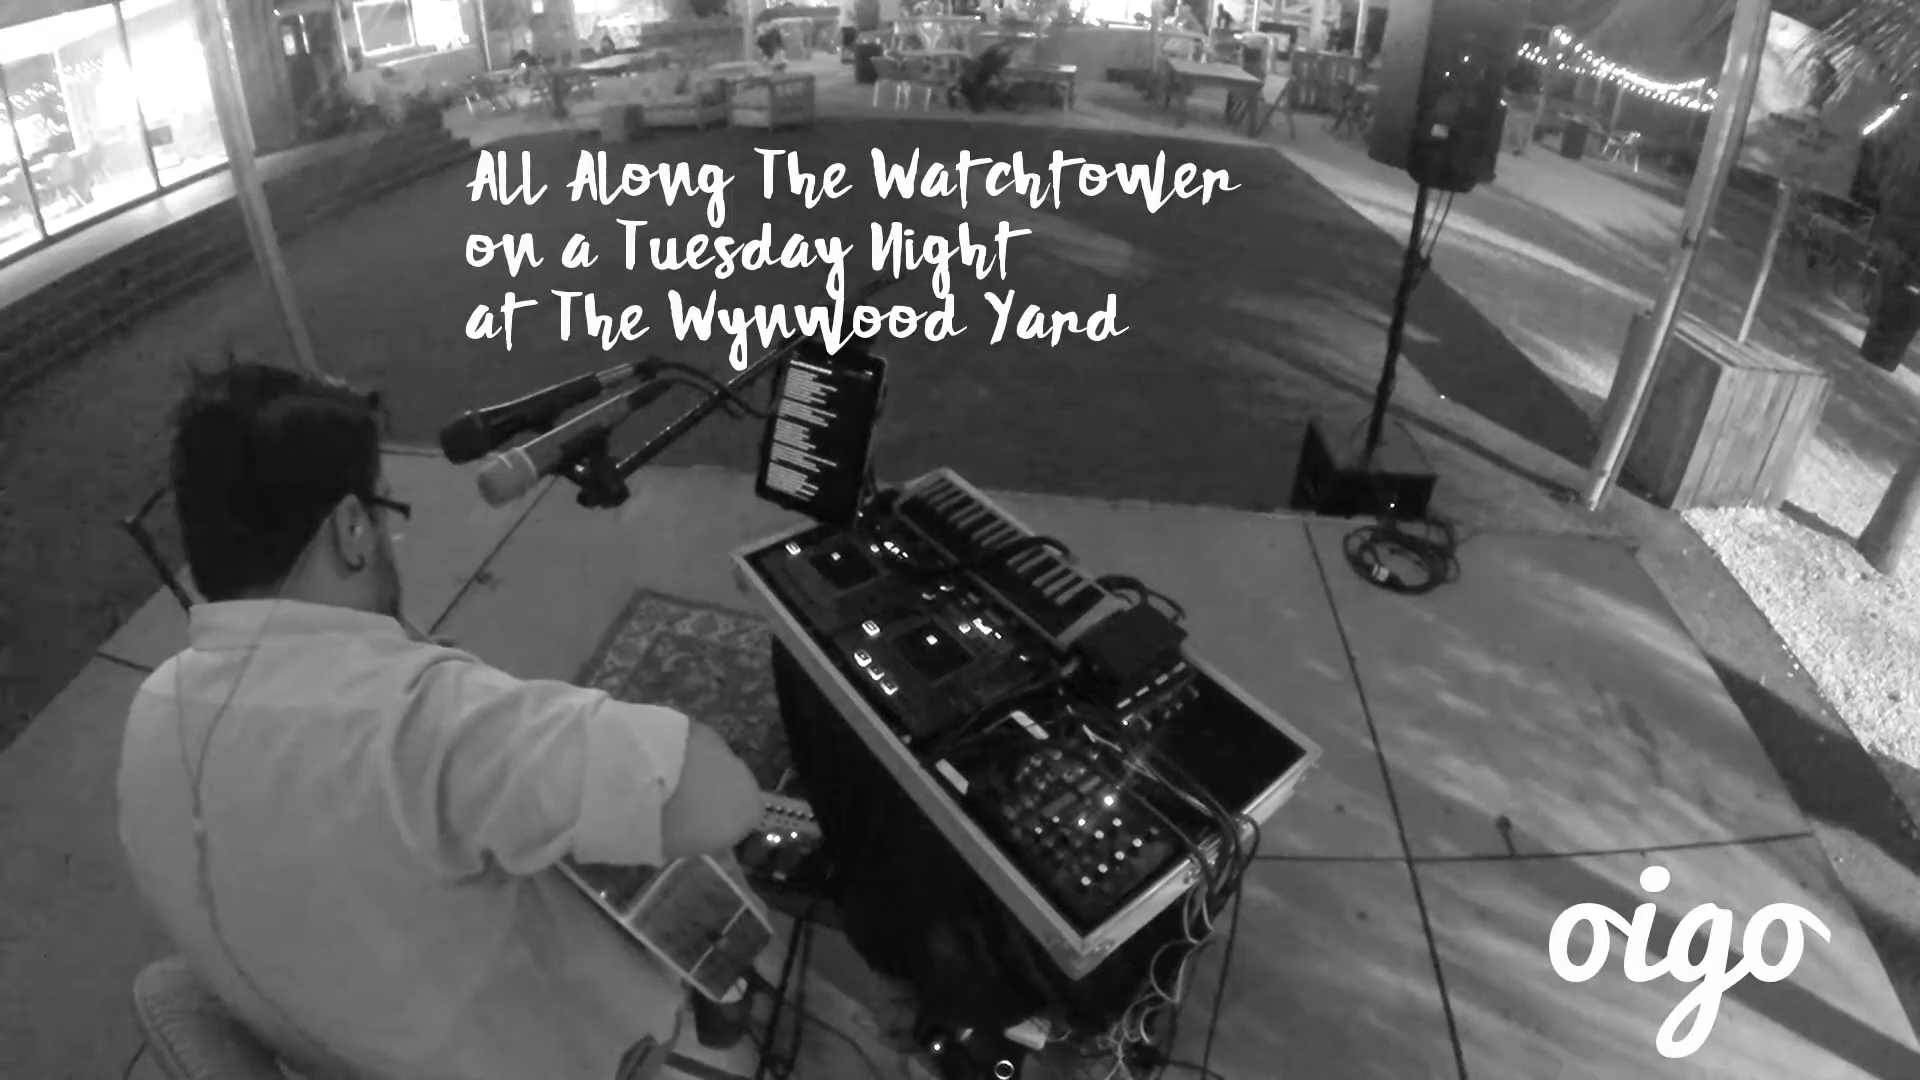 All Along The Watchtower
on a Tuesday Night
at The Wynwood Yard
oigo